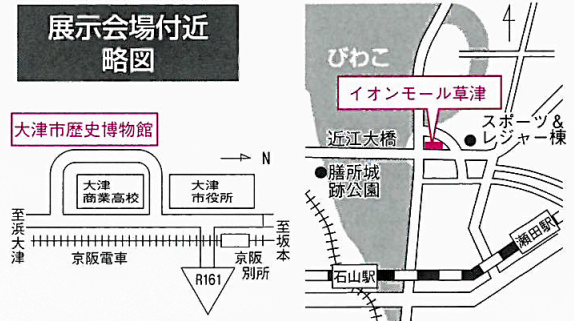 展示会場付近
略図
大津市歴史博物館
N
大津
商業高校
大津
市役所
至浜大津
至坂本
京阪電車
京阪
別所
R161
びわこ
イオンモール草津
スポーツ&
レジャー棟
近江大橋
膳所城
跡公園
瀬田駅
石山駅